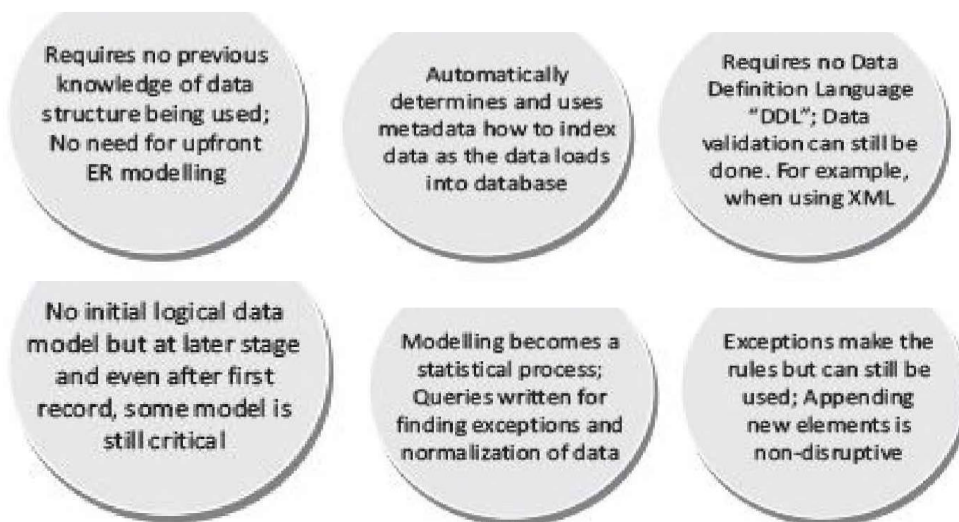 Requires no previous
knowledge of data
structure being used;
No need for upfront
ER modelling
Automatically
determines and uses
metadata how to index
data as the data loads
into database
Requires no Data
Definition Language
“DDL”; Data
validation can still be
done. For example,
when using XML
No initial logical data
model but at later stage
and even after first
record, some model is
still critical
Modelling becomes a
statistical process;
Queries written for
finding exceptions and
normalization of data
Exceptions make the
rules but can still be
used; Appending
new elements is
non-disruptive